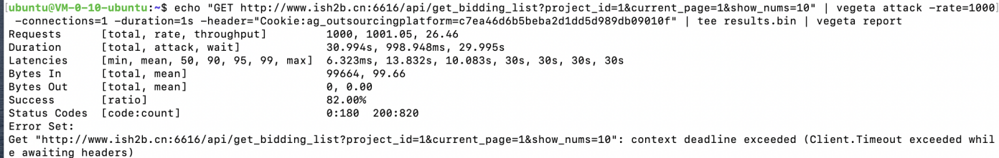 [ubuntu@VM-0-10-ubuntu:~$ echo "GET http://www.ish2b.cn:6616/api/get_bidding_list?project_id=1&current_page=1&show_nums=10" | vegeta attack -rate=1000]
 -connections=1 -duration=1s -header="Cookie:ag_outsourcingplatform=c7ea46d6b5beba2d1dd5d989db09010f" | tee results.bin | vegeta report
Requests      [total, rate, throughput]         1000, 1001.05, 26.46
Duration      [total, attack, wait]             30.994s, 998.948ms, 29.995s
Latencies     [min, mean, 50, 90, 95, 99, max]  6.323ms, 13.832s, 10.083s, 30s, 30s, 30s, 30s
Bytes In      [total, mean]                     99664, 99.66
Bytes Out     [total, mean]                     0, 0.00
Success       [ratio]                           82.00%
Status Codes  [code:count]                      0:180  200:820
Error Set:
Get "http://www.ish2b.cn:6616/api/get_bidding_list?project_id=1&current_page=1&show_nums=10": context deadline exceeded (Client.Timeout exceeded whil
e awaiting headers)